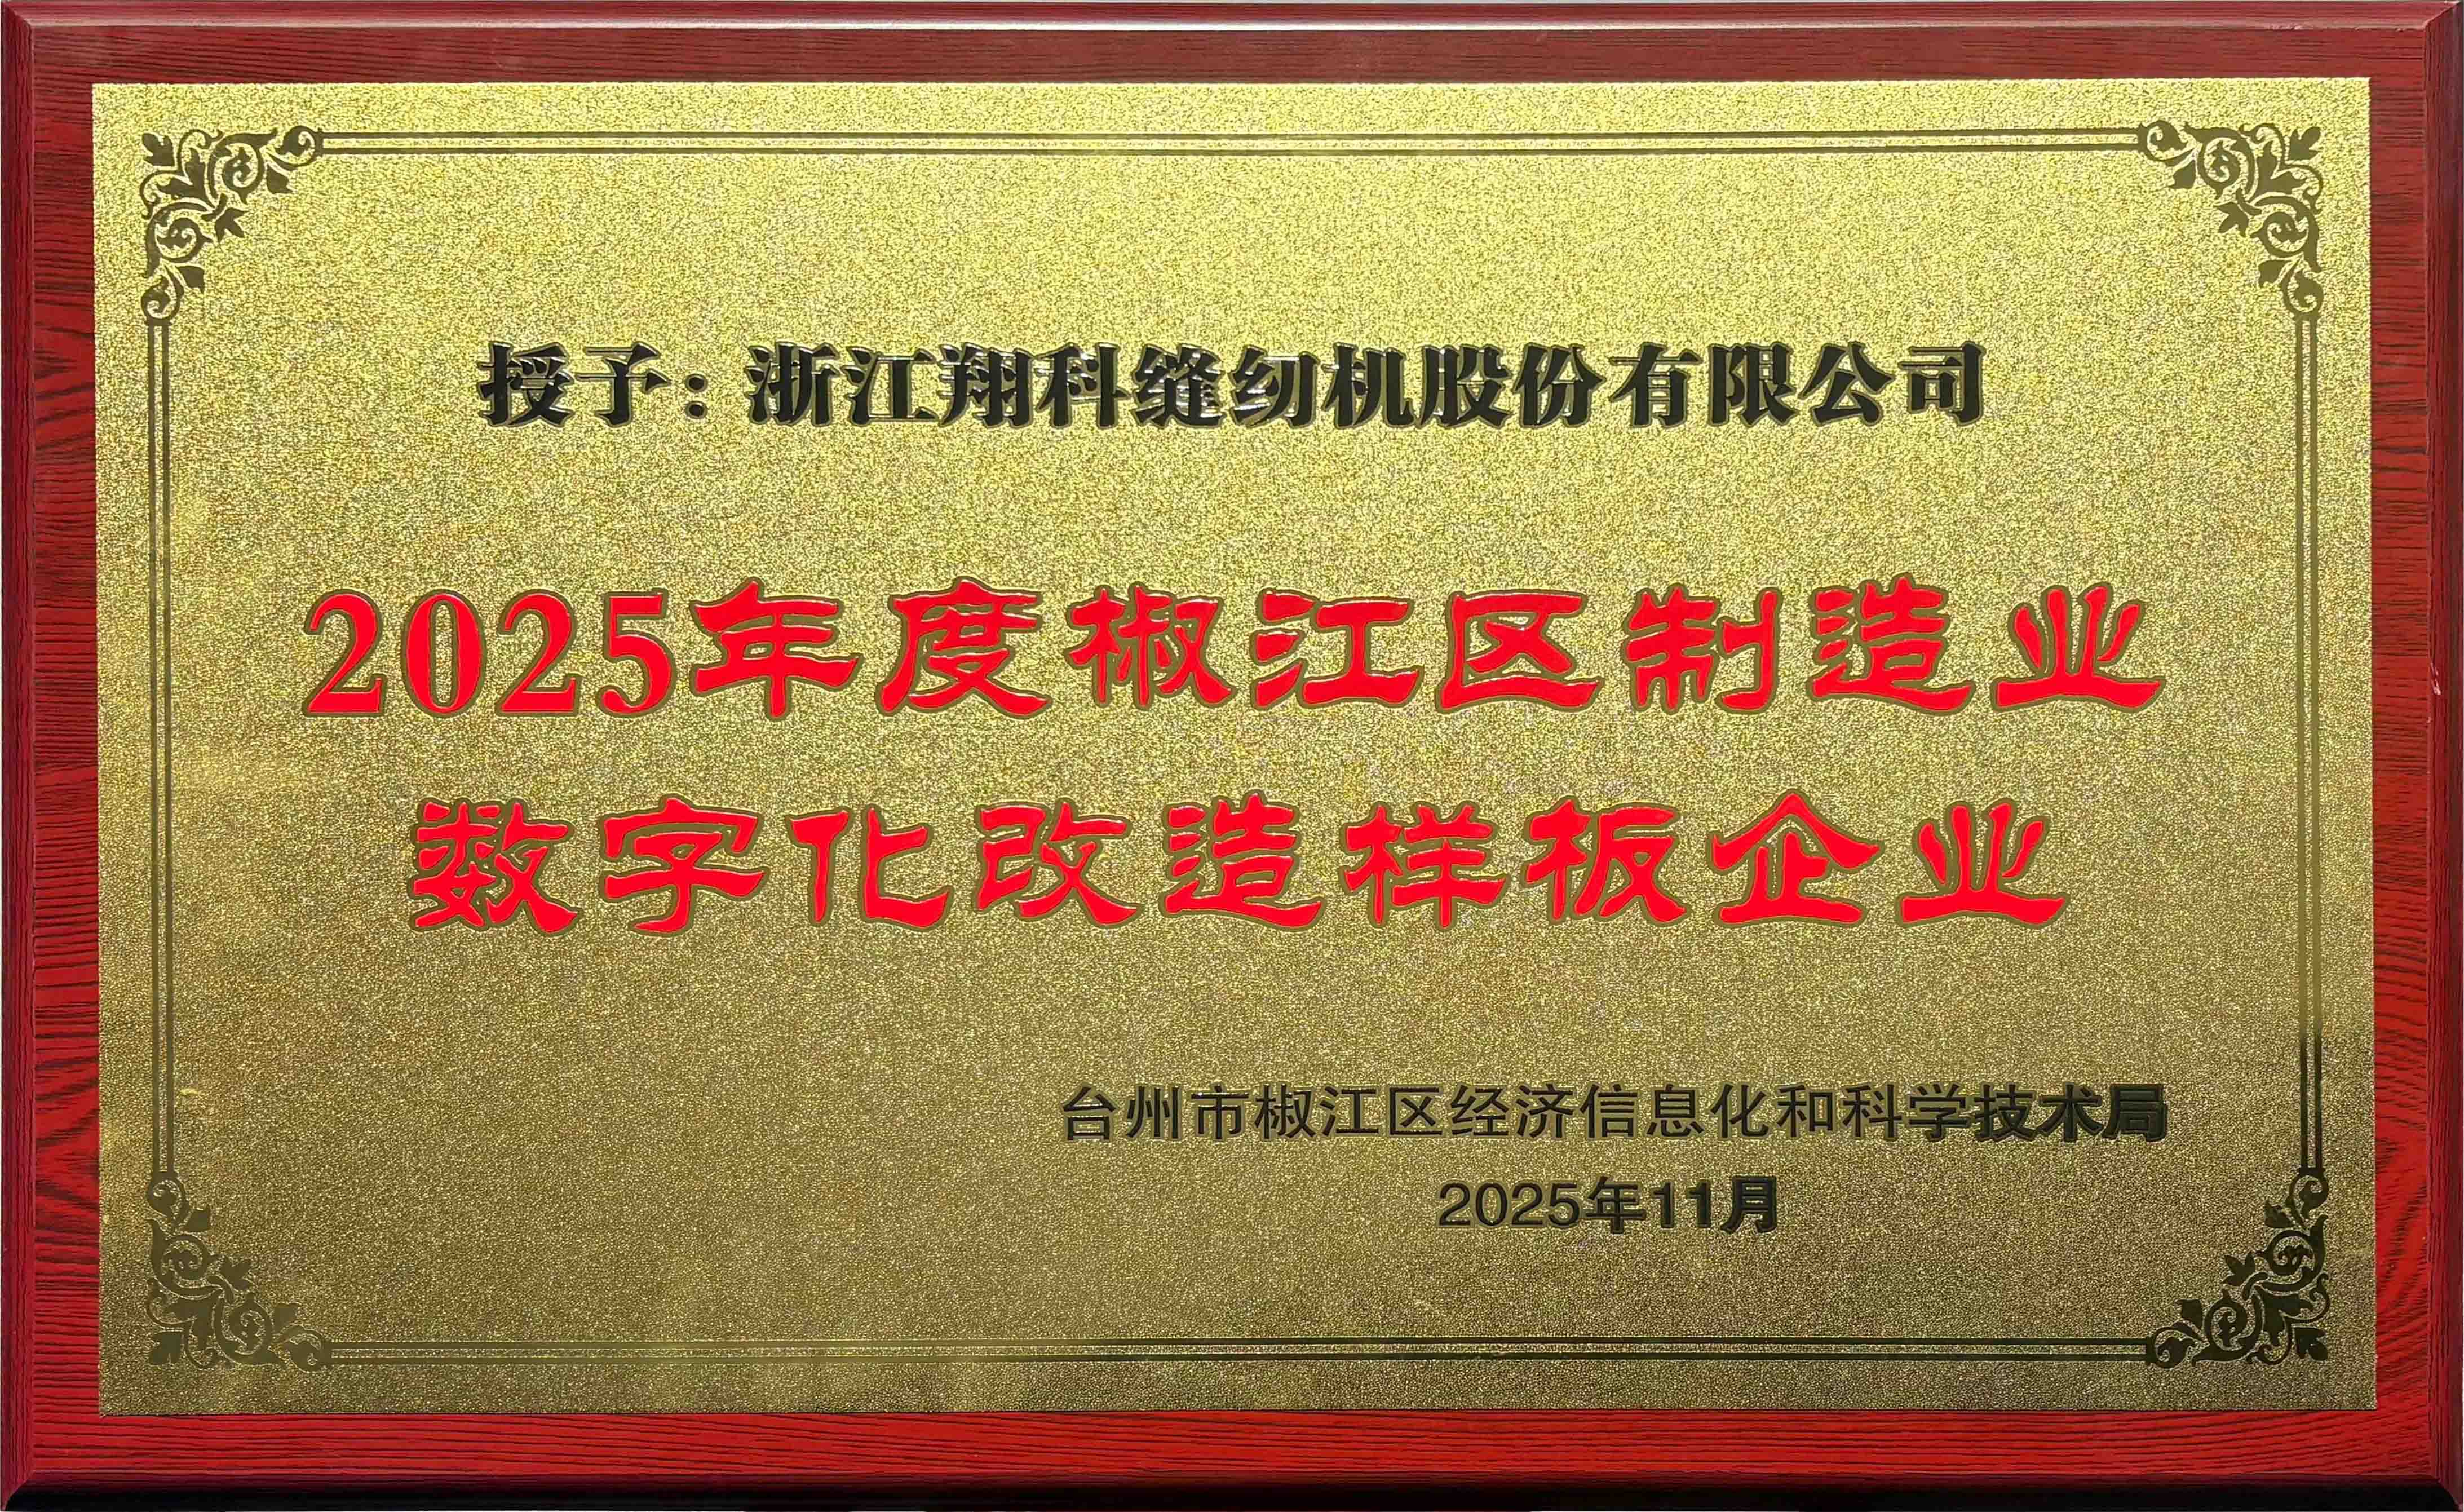 授予：浙江翔科缝纫机股份有限公司
2025年度椒江区制造业
数字化改造样板企业
台州市椒江区经济信息化和科学技术局
2025年11月